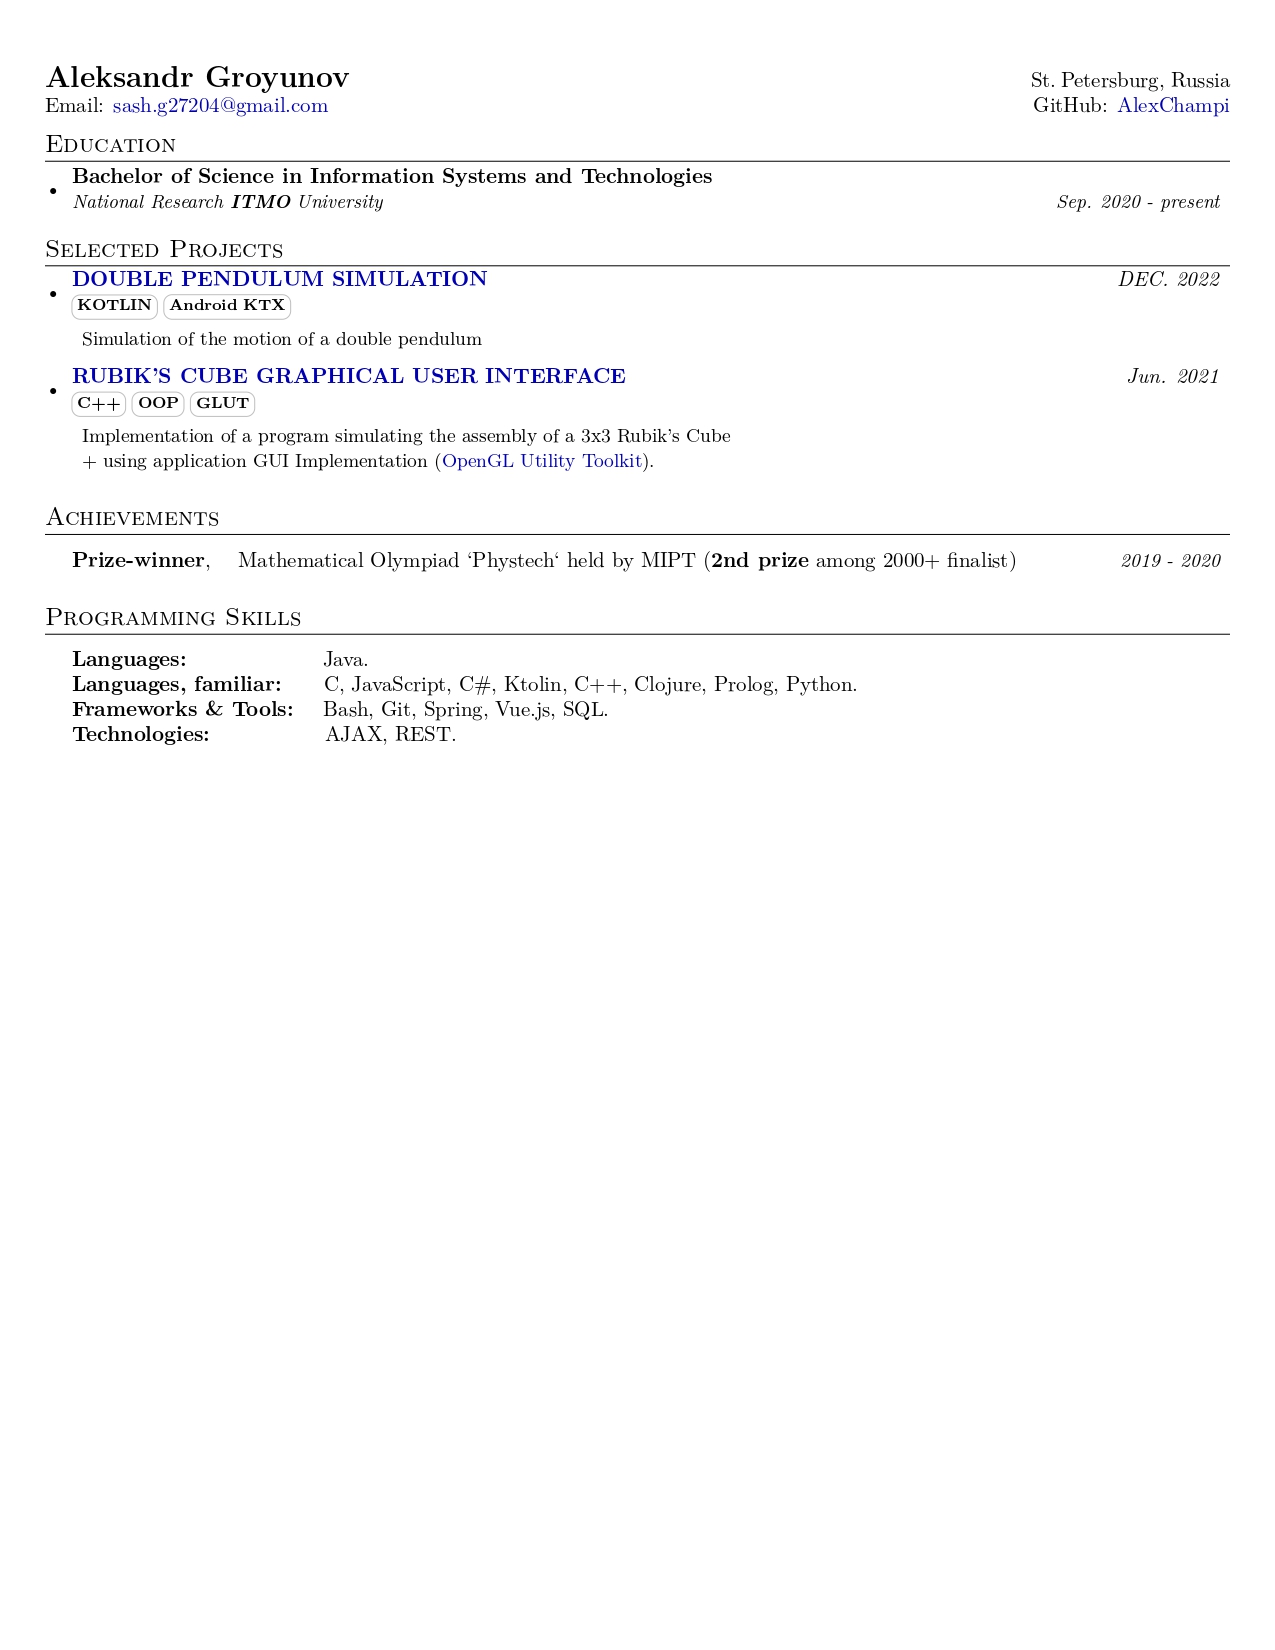 Aleksandr Groyunov
St. Petersburg, Russia
Email: sash.g27204@gmail.com
GitHub: AlexChampi
Education
• Bachelor of Science in Information Systems and Technologies
National Research ITMO University Sep. 2020 - present
Selected Projects
• DOUBLE PENDULUM SIMULATION DEC. 2022
KOTLIN Android KTX
Simulation of the motion of a double pendulum
• RUBIK'S CUBE GRAPHICAL USER INTERFACE Jun. 2021
C++ OOP GLUT
Implementation of a program simulating the assembly of a 3x3 Rubik's Cube
+ using application GUI Implementation (OpenGL Utility Toolkit).
Achievements
Prize-winner, Mathematical Olympiad ‘Phystech‘ held by MIPT (2nd prize among 2000+ finalist) 2019 - 2020
Programming Skills
Languages: Java.
Languages, familiar: C, JavaScript, C#, Ktolin, C++, Clojure, Prolog, Python.
Frameworks & Tools: Bash, Git, Spring, Vue.js, SQL.
Technologies: AJAX, REST.